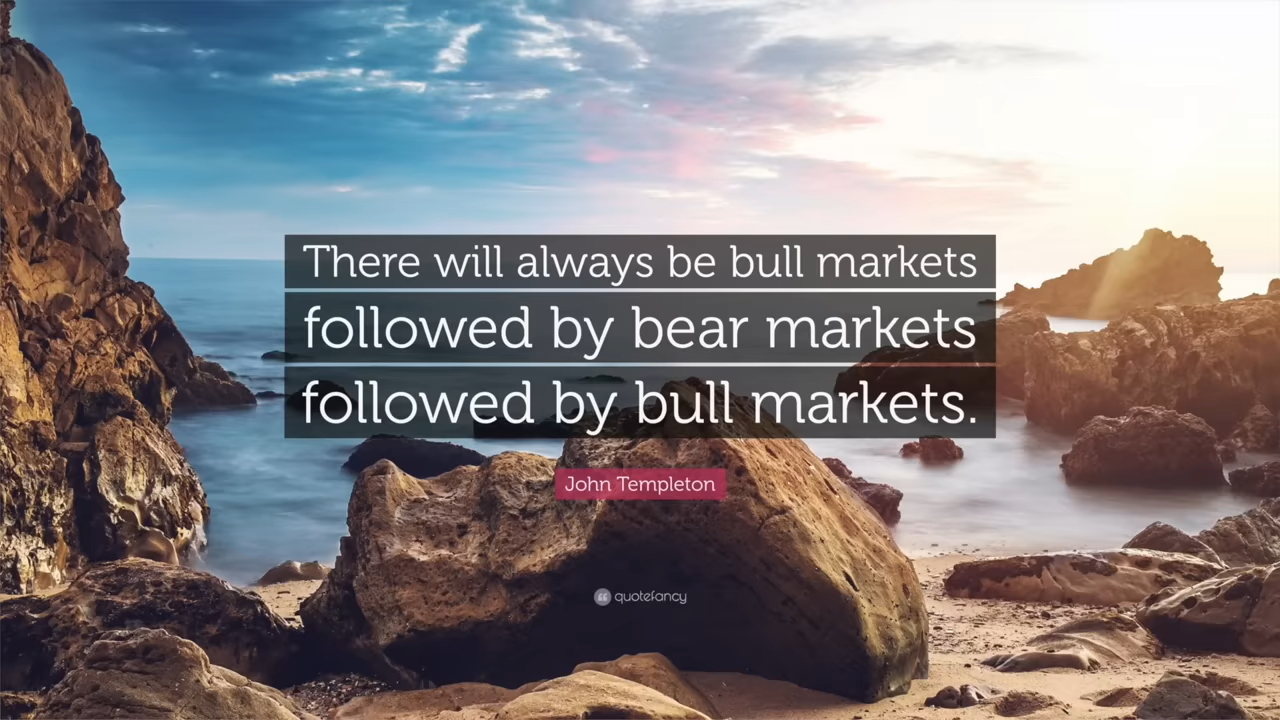 There will always be bull markets
followed by bear markets
followed by bull markets.
John Templeton
quotefancy